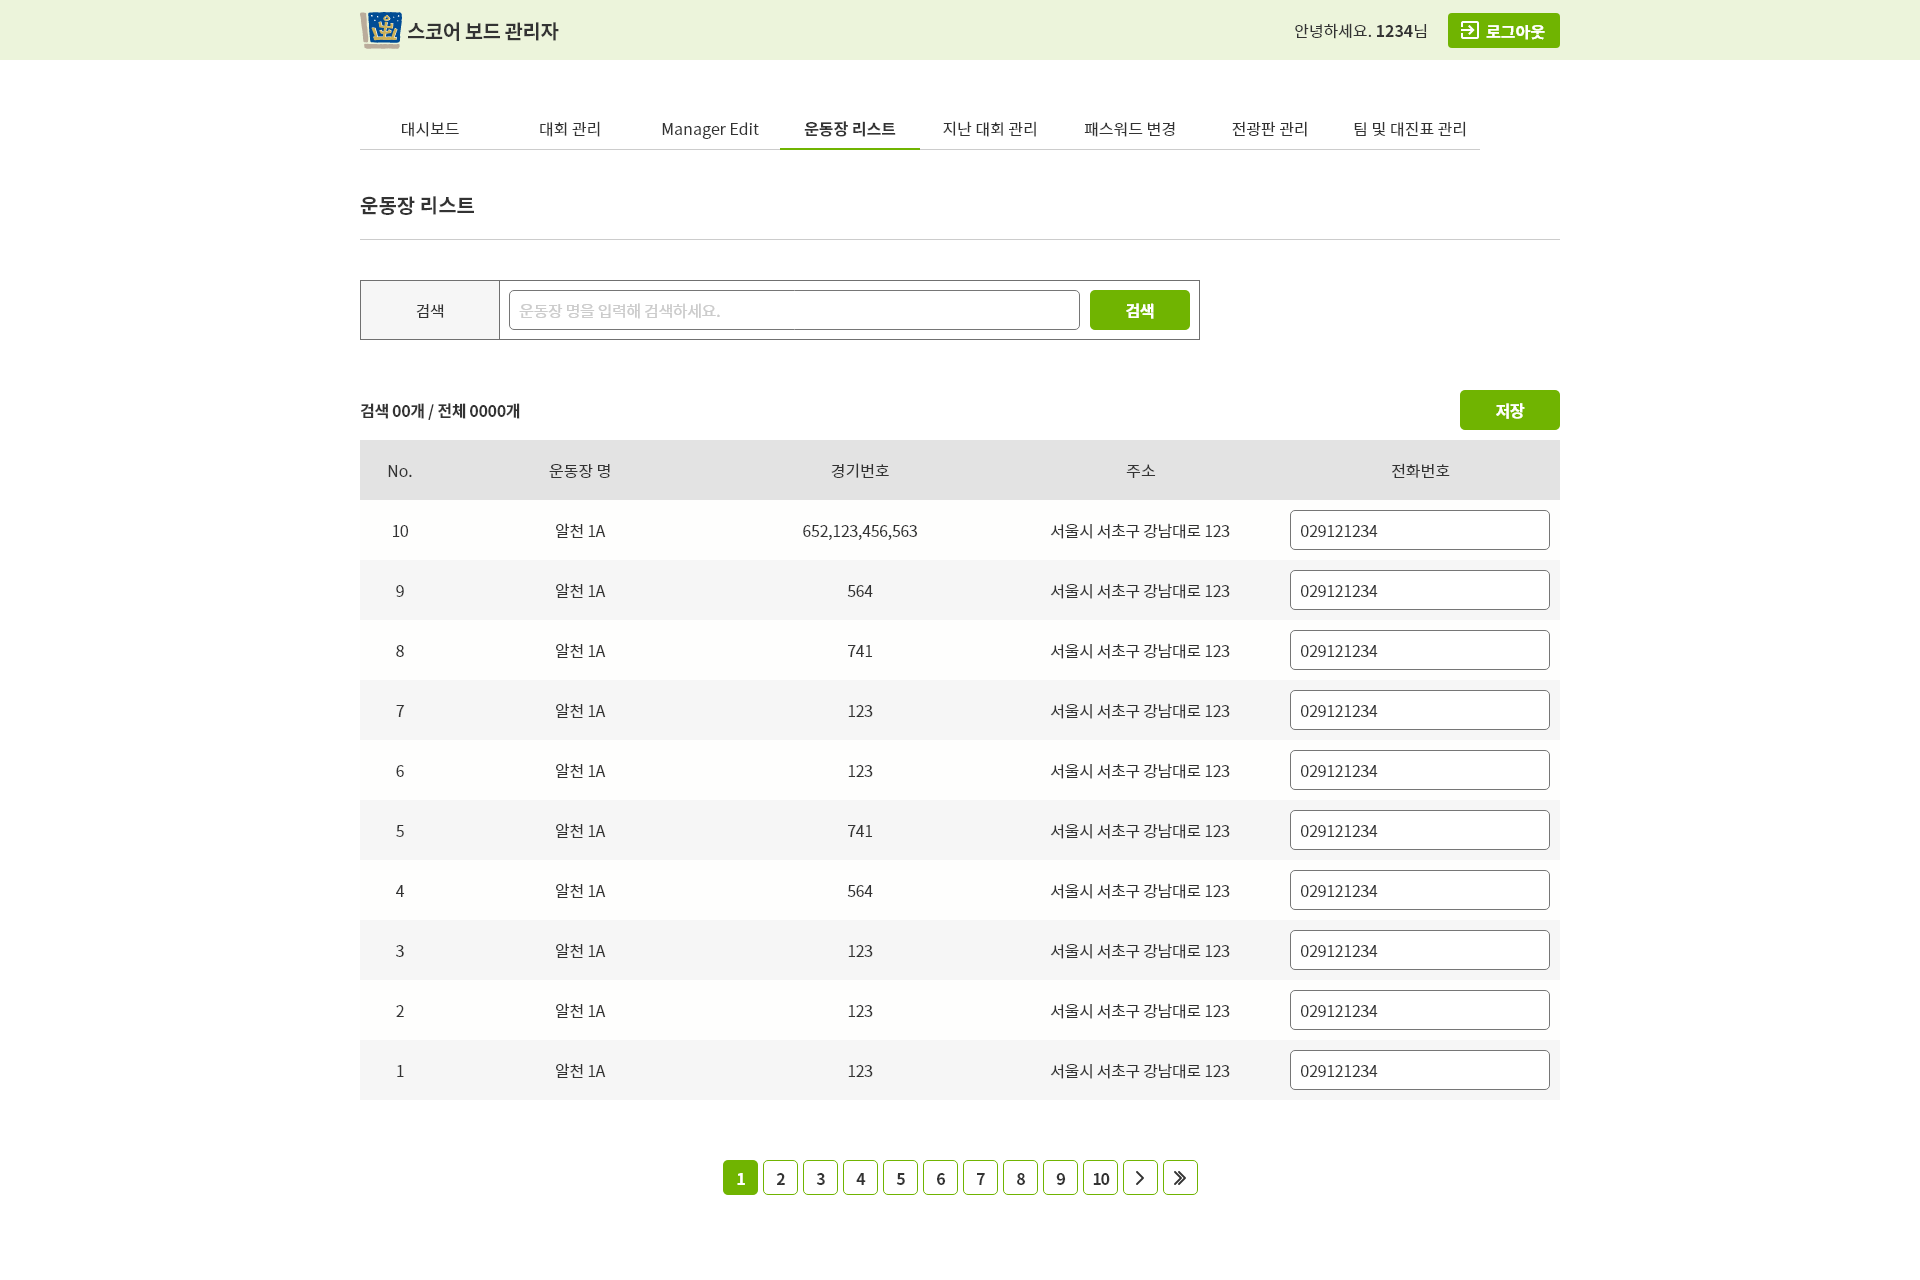 스코어 보드 관리자
안녕하세요. 1234님
로그아웃
대시보드 대회 관리 Manager Edit 운동장 리스트 지난 대회 관리 패스워드 변경 전광판 관리 팀 및 대진표 관리
운동장 리스트
검색 운동장 명을 입력해 검색하세요. 검색
검색 00개 / 전체 0000개 저장
No. 운동장 명 경기번호 주소 전화번호
10 알천 1A 652,123,456,563 서울시 서초구 강남대로 123 029121234
9 알천 1A 564 서울시 서초구 강남대로 123 029121234
8 알천 1A 741 서울시 서초구 강남대로 123 029121234
7 알천 1A 123 서울시 서초구 강남대로 123 029121234
6 알천 1A 123 서울시 서초구 강남대로 123 029121234
5 알천 1A 741 서울시 서초구 강남대로 123 029121234
4 알천 1A 564 서울시 서초구 강남대로 123 029121234
3 알천 1A 123 서울시 서초구 강남대로 123 029121234
2 알천 1A 123 서울시 서초구 강남대로 123 029121234
1 알천 1A 123 서울시 서초구 강남대로 123 029121234
1 2 3 4 5 6 7 8 9 10